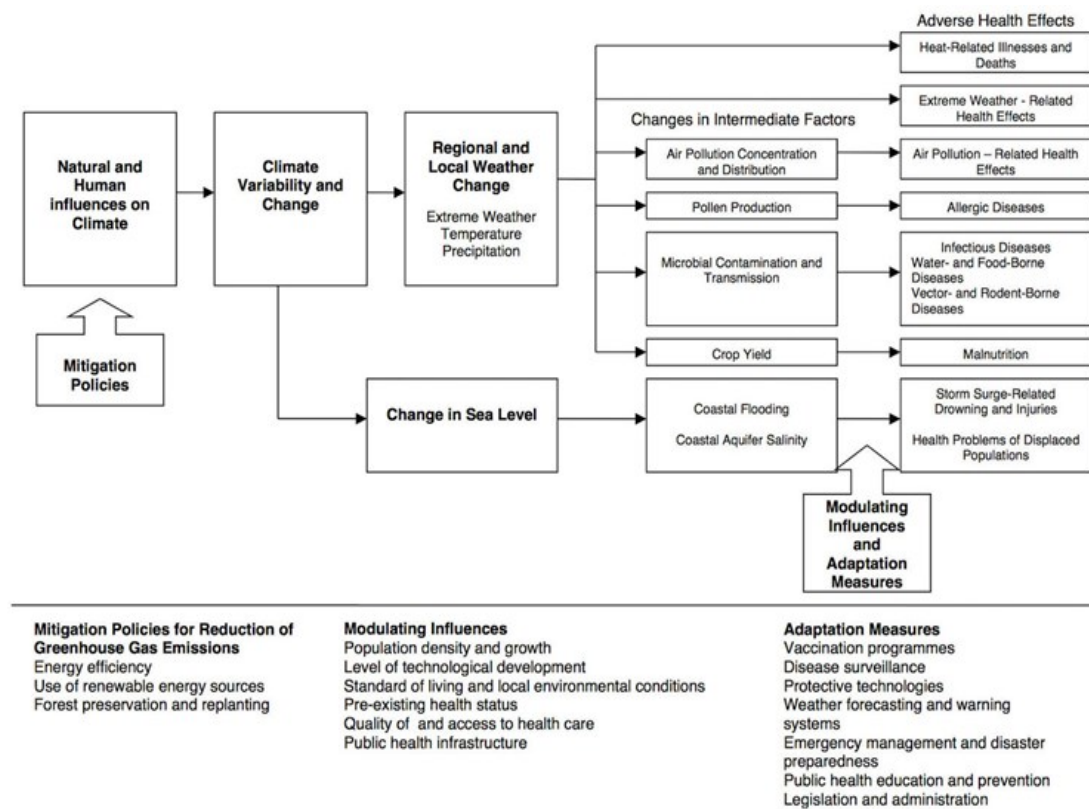 Adverse Health Effects
Heat-Related Illnesses and
Deaths
Extreme Weather - Related
Health Effects
Changes in Intermediate Factors
Natural and
Human
influences on
Climate
Climate
Variability and
Change
Regional and
Local Weather
Change
Extreme Weather
Temperature
Precipitation
Air Pollution Concentration
and Distribution
Air Pollution – Related Health
Effects
Pollen Production
Allergic Diseases
Microbial Contamination and
Transmission
Infectious Diseases
Water- and Food-Borne
Diseases
Vector- and Rodent-Borne
Diseases
Crop Yield
Malnutrition
Mitigation
Policies
Change in Sea Level
Coastal Flooding
Coastal Aquifer Salinity
Storm Surge-Related
Drowning and Injuries
Health Problems of Displaced
Populations
Modulating
Influences
and
Adaptation
Measures
Mitigation Policies for Reduction of
Greenhouse Gas Emissions
Energy efficiency
Use of renewable energy sources
Forest preservation and replanting
Modulating Influences
Population density and growth
Level of technological development
Standard of living and local environmental conditions
Pre-existing health status
Quality of and access to health care
Public health infrastructure
Adaptation Measures
Vaccination programmes
Disease surveillance
Protective technologies
Weather forecasting and warning
systems
Emergency management and disaster
preparedness
Public health education and prevention
Legislation and administration